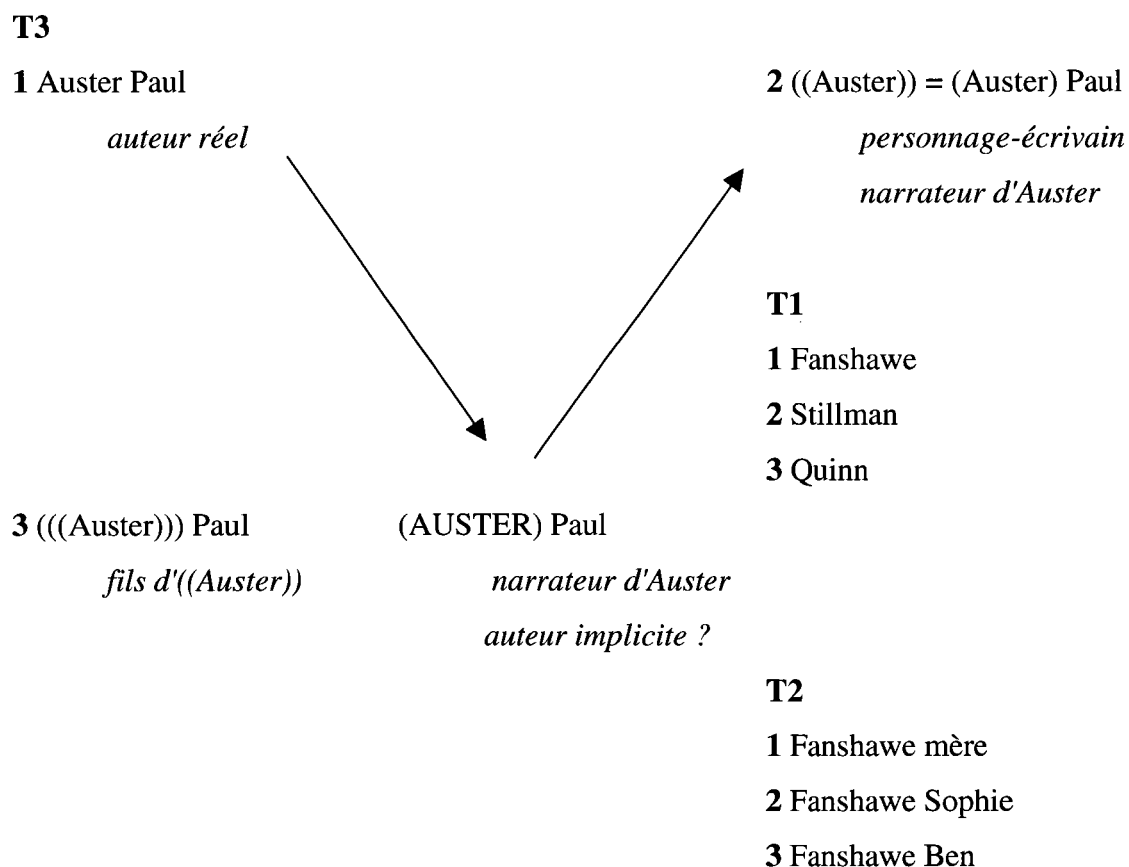 T3
1 Auster Paul
auteur réel
2 ((Auster)) = (Auster) Paul
personnage-écrivain
narrateur d'Auster
T1
1 Fanshawe
2 Stillman
3 Quinn
3 (((Auster))) Paul
fils d'((Auster))
(AUSTER) Paul
narrateur d'Auster
auteur implicite ?
T2
1 Fanshawe mère
2 Fanshawe Sophie
3 Fanshawe Ben